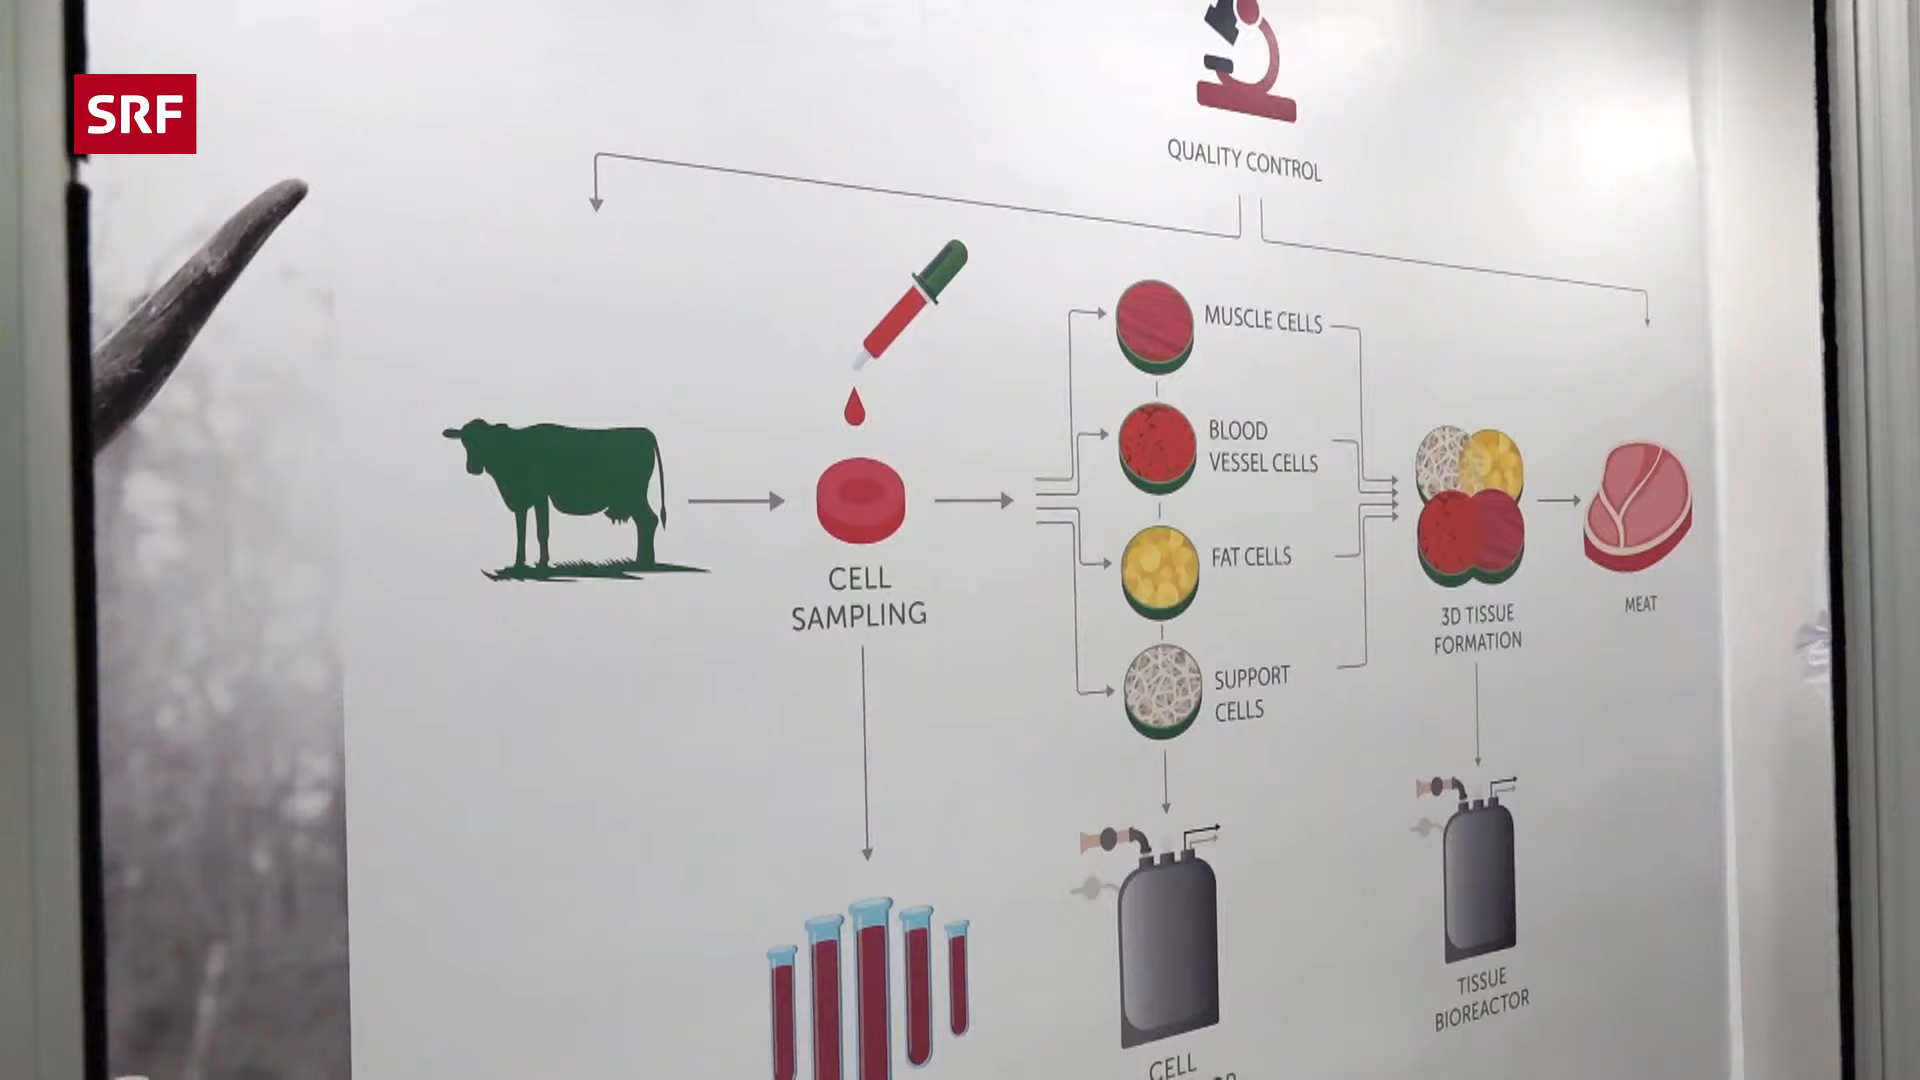 SRF
QUALITY CONTROL
MUSCLE CELLS
BLOOD
VESSEL CELLS
FAT CELLS
SUPPORT
CELLS
CELL
SAMPLING
3D TISSUE
FORMATION
MEAT
TISSUE
BIOREACTOR
CELL